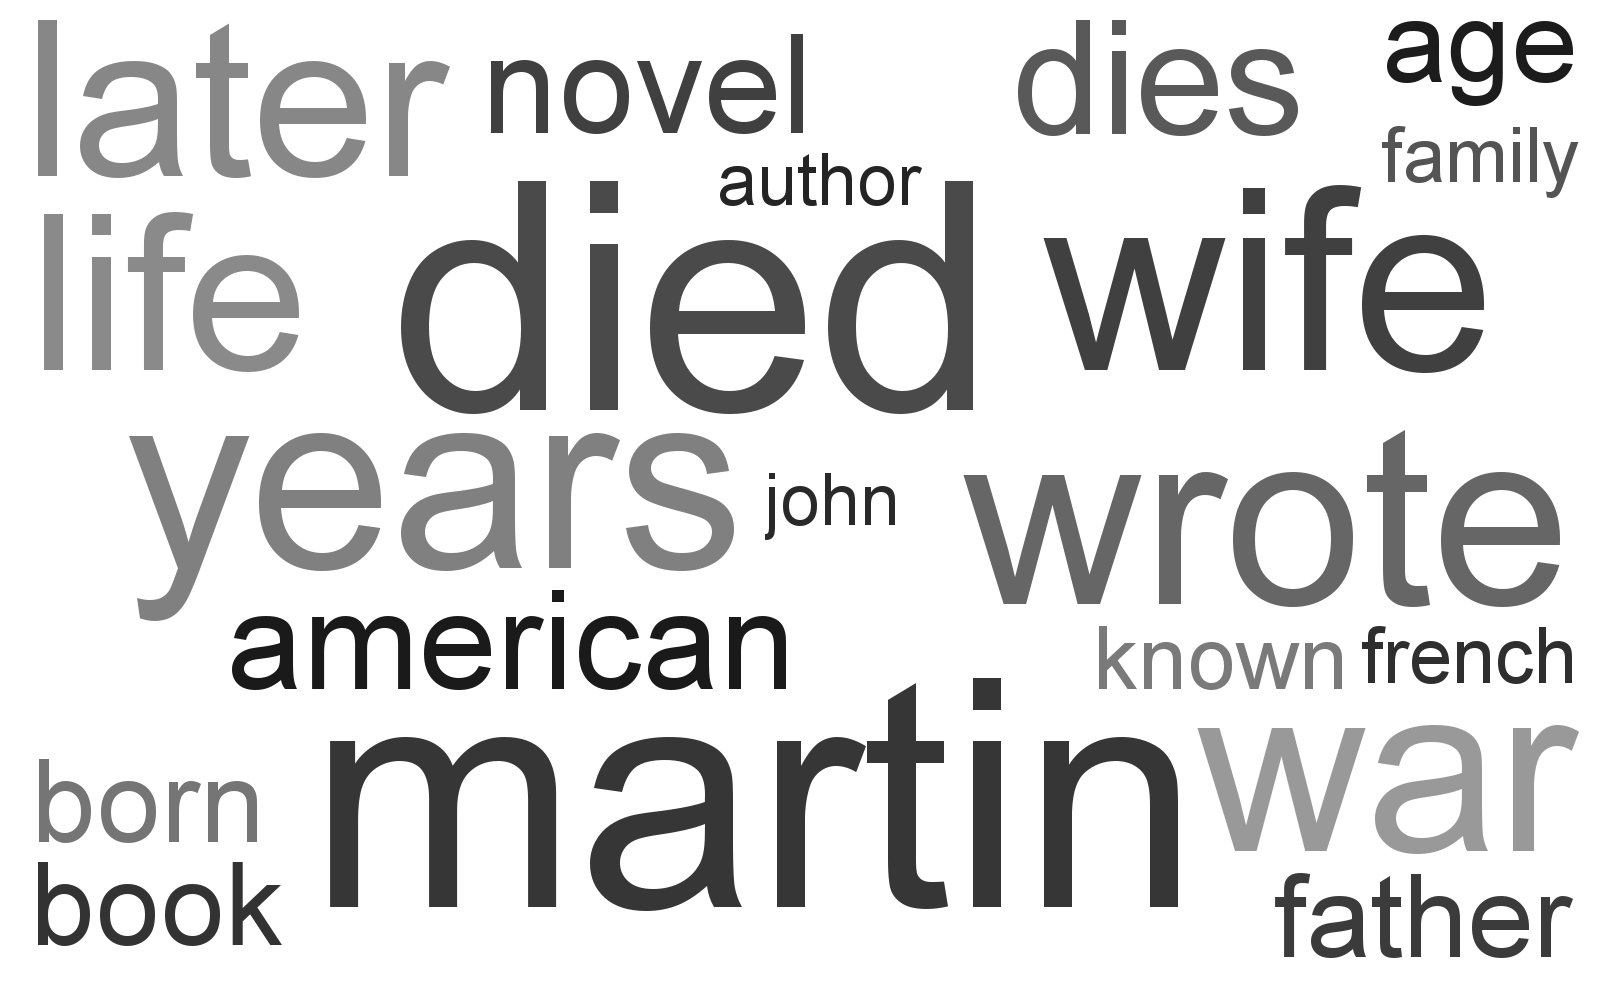 later novel dies age
author family
life died wife
years john wrote
american known french
martin war
born
book father